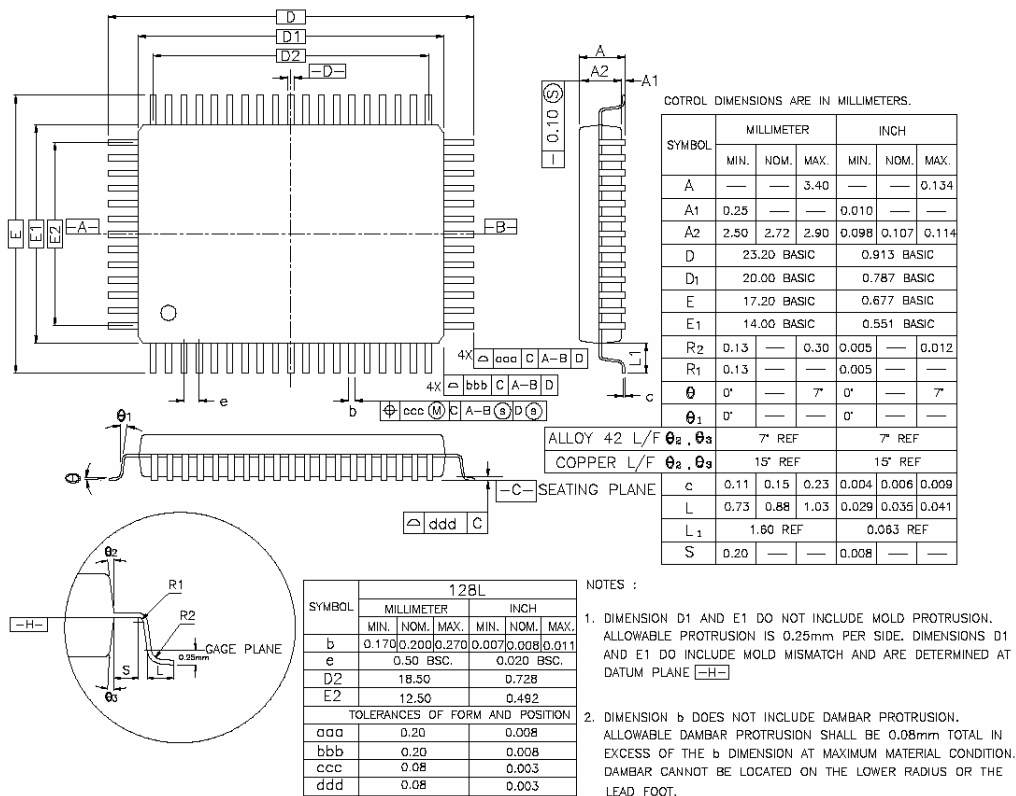 D
D1
D2
-D-
E
E1
E2
-A-
-B-
4X ⌓ aaa C A-B D
4X ⌓ bbb C A-B D
⌖ ccc Ⓜ C A-B Ⓢ D Ⓢ
e
b
A
A2
A1
0.10 Ⓢ
L1
c
θ1
θ
-C- SEATING PLANE
⌓ ddd C
θ2
R1
R2
-H-
GAGE PLANE
0.25mm
S
L
θ3
COTROL DIMENSIONS ARE IN MILLIMETERS.
SYMBOL MILLIMETER INCH
MIN. NOM. MAX. MIN. NOM. MAX.
A — — 3.40 — — 0.134
A1 0.25 — — 0.010 — —
A2 2.50 2.72 2.90 0.098 0.107 0.114
D 23.20 BASIC 0.913 BASIC
D1 20.00 BASIC 0.787 BASIC
E 17.20 BASIC 0.677 BASIC
E1 14.00 BASIC 0.551 BASIC
R2 0.13 — 0.30 0.005 — 0.012
R1 0.13 — — 0.005 — —
θ 0° — 7° 0° — 7°
θ1 0° — — 0° — —
ALLOY 42 L/F θ2 , θ3 7° REF 7° REF
COPPER L/F θ2 , θ3 15° REF 15° REF
c 0.11 0.15 0.23 0.004 0.006 0.009
L 0.73 0.88 1.03 0.029 0.035 0.041
L1 1.60 REF 0.063 REF
S 0.20 — — 0.008 — —
SYMBOL 128L
MILLIMETER INCH
MIN. NOM. MAX. MIN. NOM. MAX.
b 0.170 0.200 0.270 0.007 0.008 0.011
e 0.50 BSC. 0.020 BSC.
D2 18.50 0.728
E2 12.50 0.492
TOLERANCES OF FORM AND POSITION
aaa 0.20 0.008
bbb 0.20 0.008
ccc 0.08 0.003
ddd 0.08 0.003
NOTES :
1. DIMENSION D1 AND E1 DO NOT INCLUDE MOLD PROTRUSION.
ALLOWABLE PROTRUSION IS 0.25mm PER SIDE. DIMENSIONS D1
AND E1 DO INCLUDE MOLD MISMATCH AND ARE DETERMINED AT
DATUM PLANE -H-
2. DIMENSION b DOES NOT INCLUDE DAMBAR PROTRUSION.
ALLOWABLE DAMBAR PROTRUSION SHALL BE 0.08mm TOTAL IN
EXCESS OF THE b DIMENSION AT MAXIMUM MATERIAL CONDITION.
DAMBAR CANNOT BE LOCATED ON THE LOWER RADIUS OR THE
LEAD FOOT.